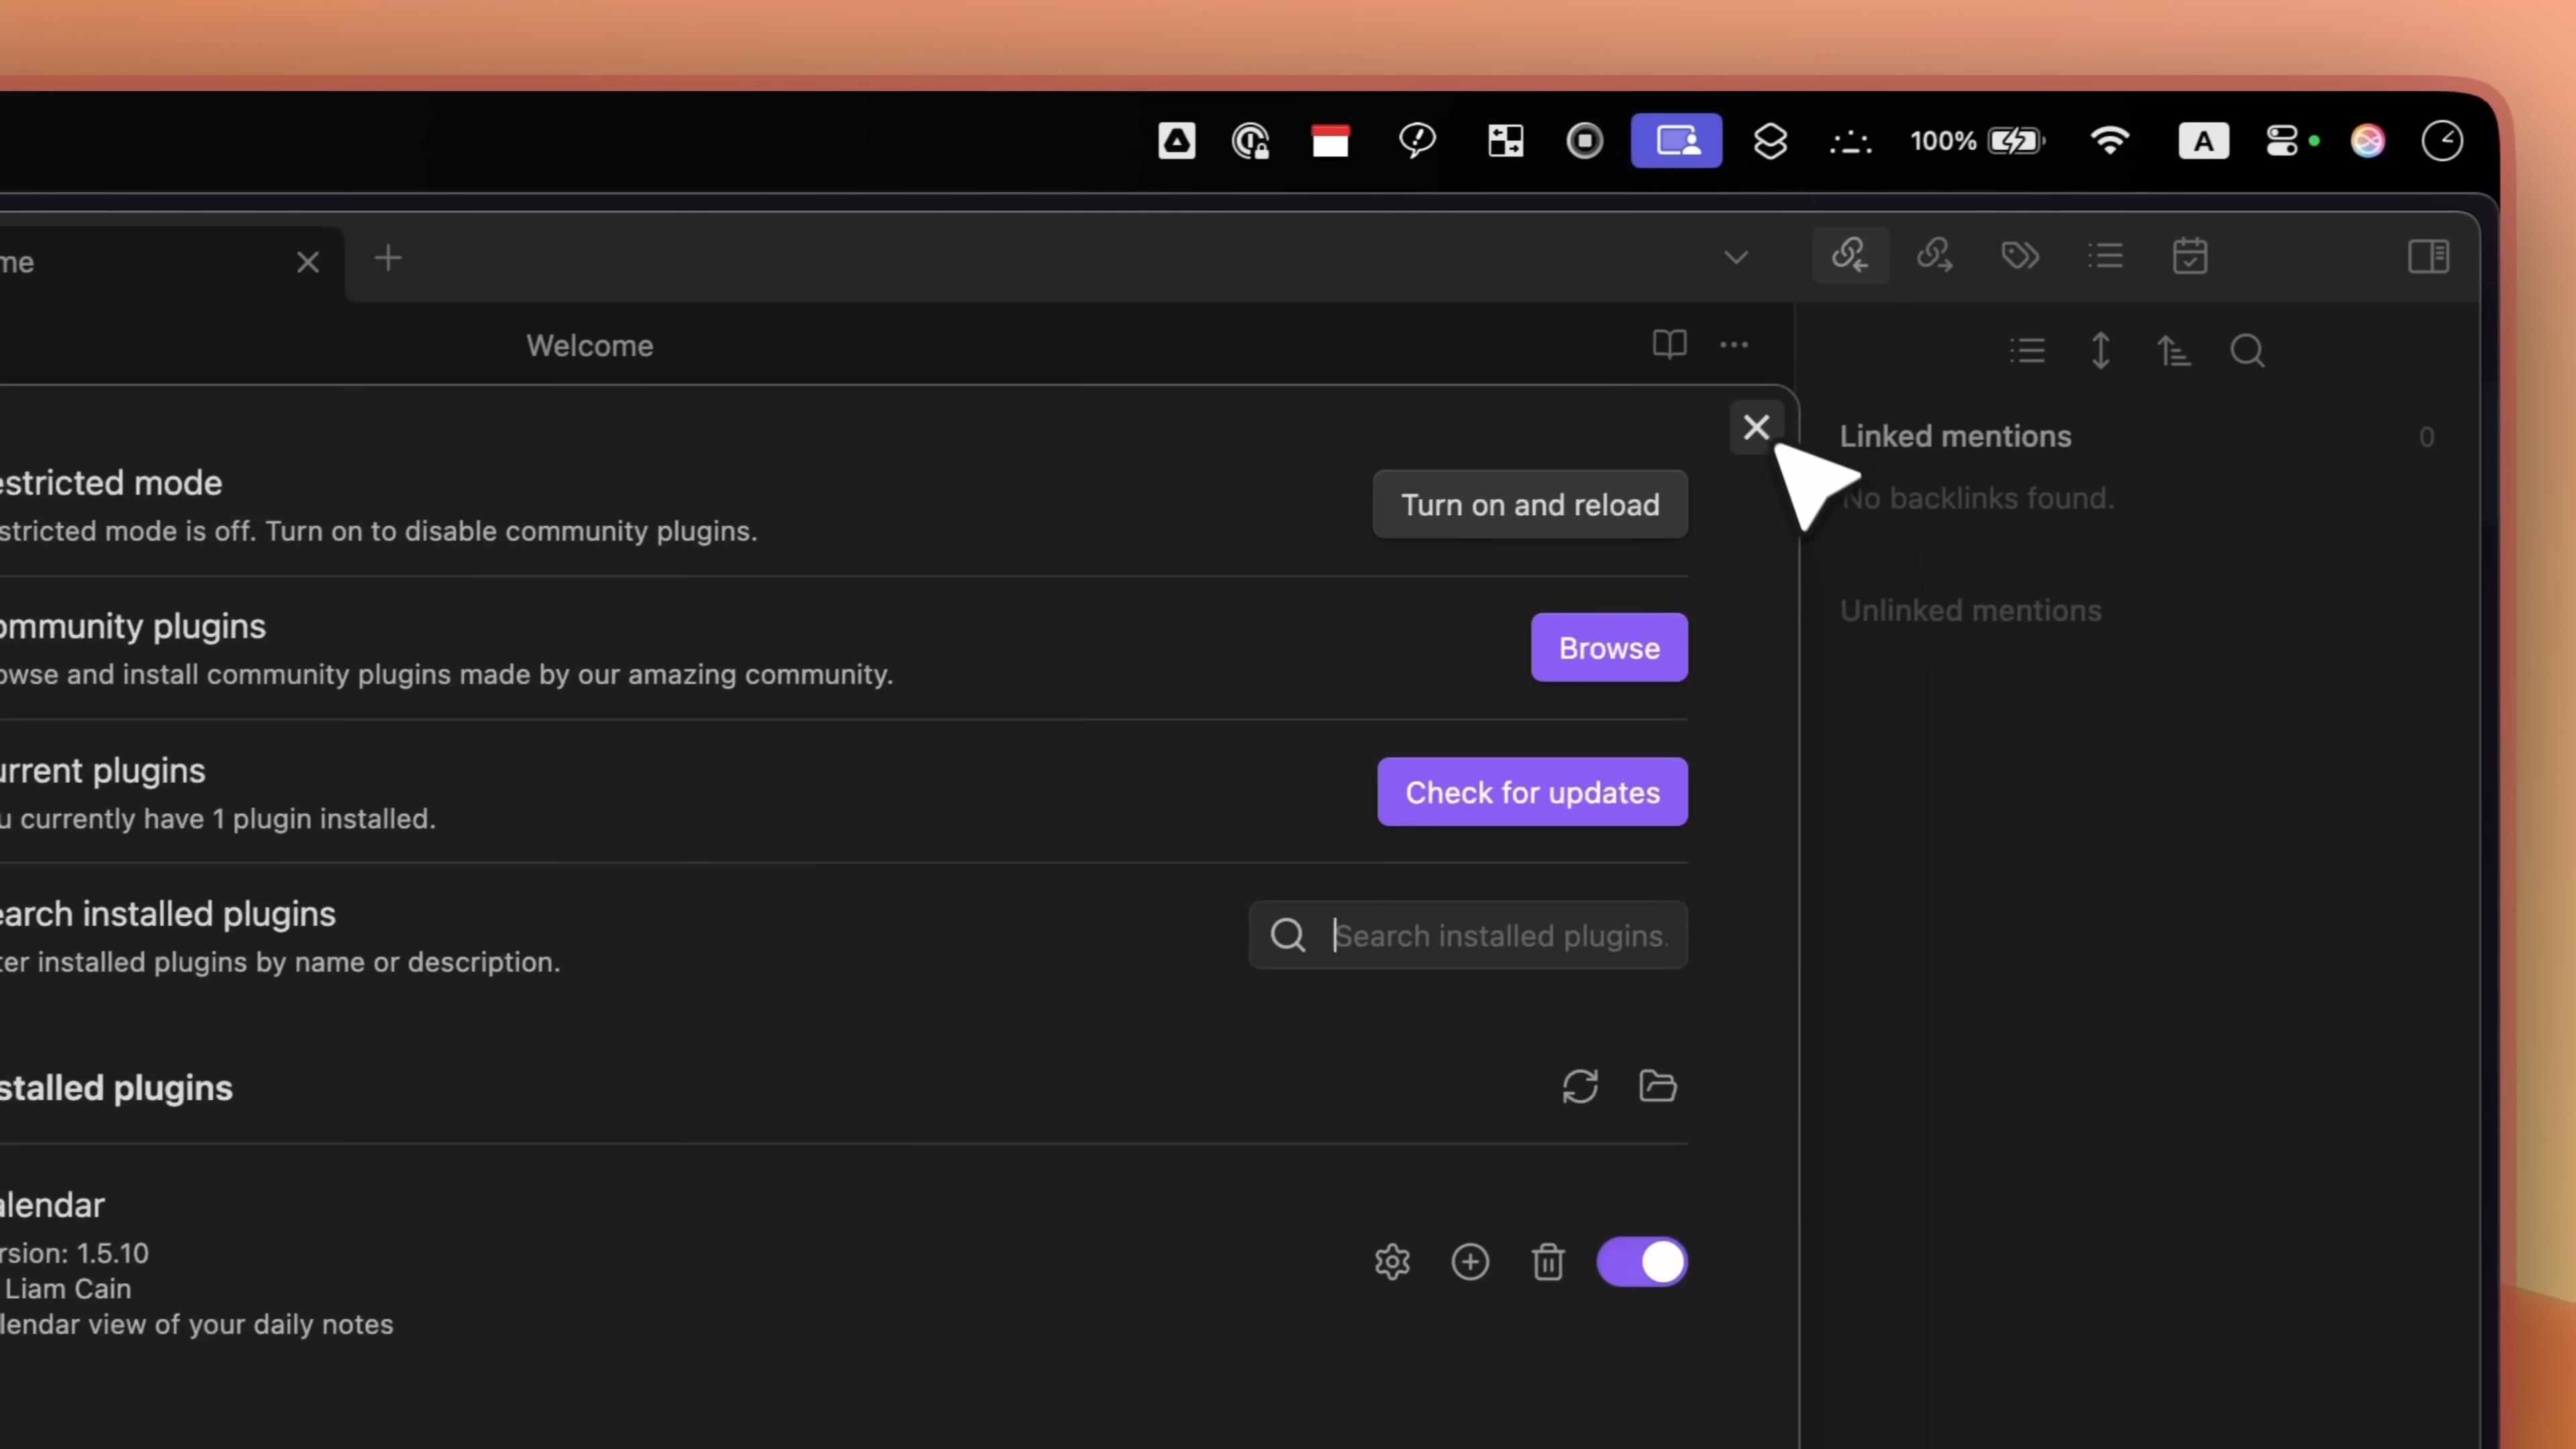 100%
A
me
Welcome
Linked mentions
0
No backlinks found.
Unlinked mentions
estricted mode
stricted mode is off. Turn on to disable community plugins.
Turn on and reload
ommunity plugins
owse and install community plugins made by our amazing community.
Browse
urrent plugins
u currently have 1 plugin installed.
Check for updates
earch installed plugins
ter installed plugins by name or description.
Search installed plugins.
stalled plugins
alendar
rsion: 1.5.10
Liam Cain
lendar view of your daily notes